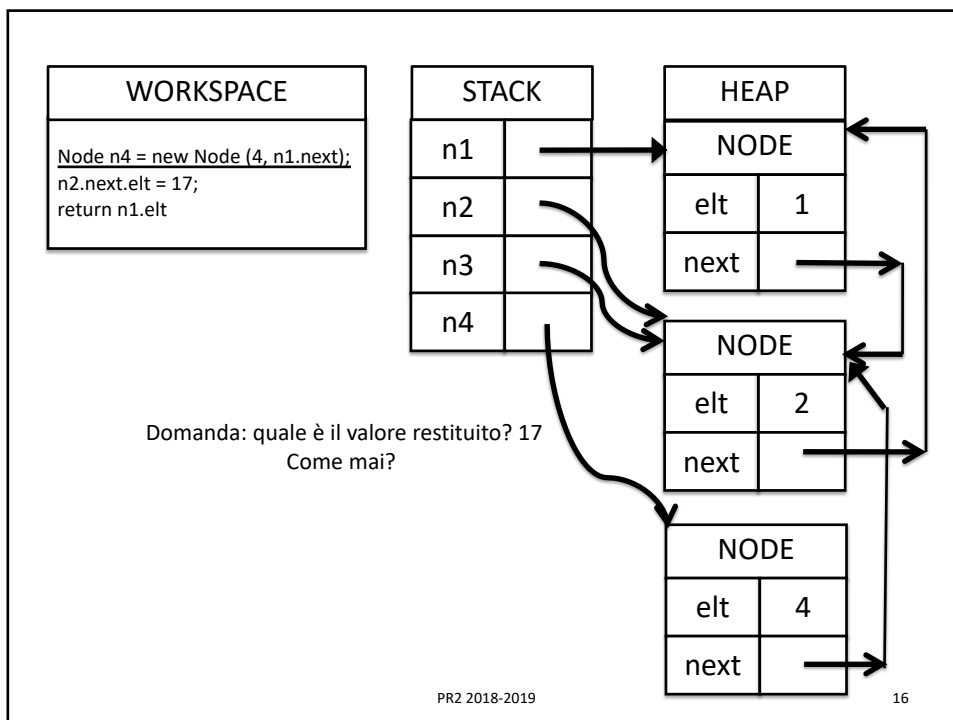 WORKSPACE
Node n4 = new Node (4, n1.next);
n2.next.elt = 17;
return n1.elt
STACK
n1
n2
n3
n4
HEAP
NODE
elt 1
next
NODE
elt 2
next
NODE
elt 4
next
Domanda: quale è il valore restituito? 17
Come mai?
PR2 2018-2019
16